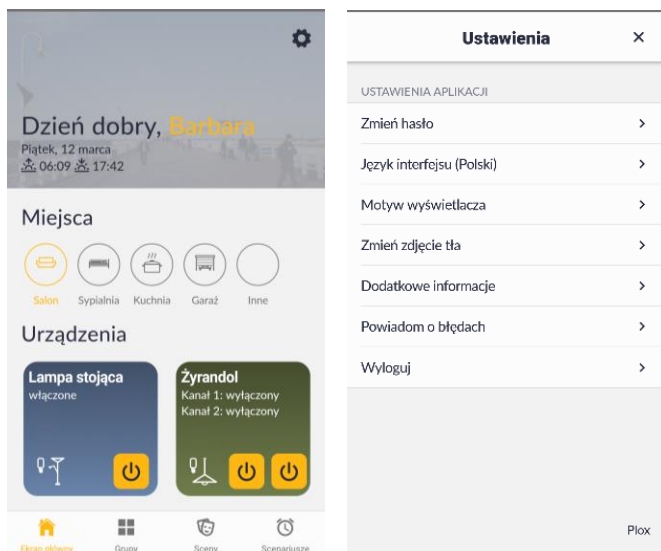 Dzień dobry, Barbara
Piątek, 12 marca
06:09 17:42
Miejsca
Salon Sypialnia Kuchnia Garaż Inne
Urządzenia
Lampa stojąca
włączone
Żyrandol
Kanał 1: wyłączony
Kanał 2: wyłączony
Ekran główny Grupy Sceny Scenariusze
Ustawienia
USTAWIENIA APLIKACJI
Zmień hasło
Język interfejsu (Polski)
Motyw wyświetlacza
Zmień zdjęcie tła
Dodatkowe informacje
Powiadom o błędach
Wyloguj
Plox